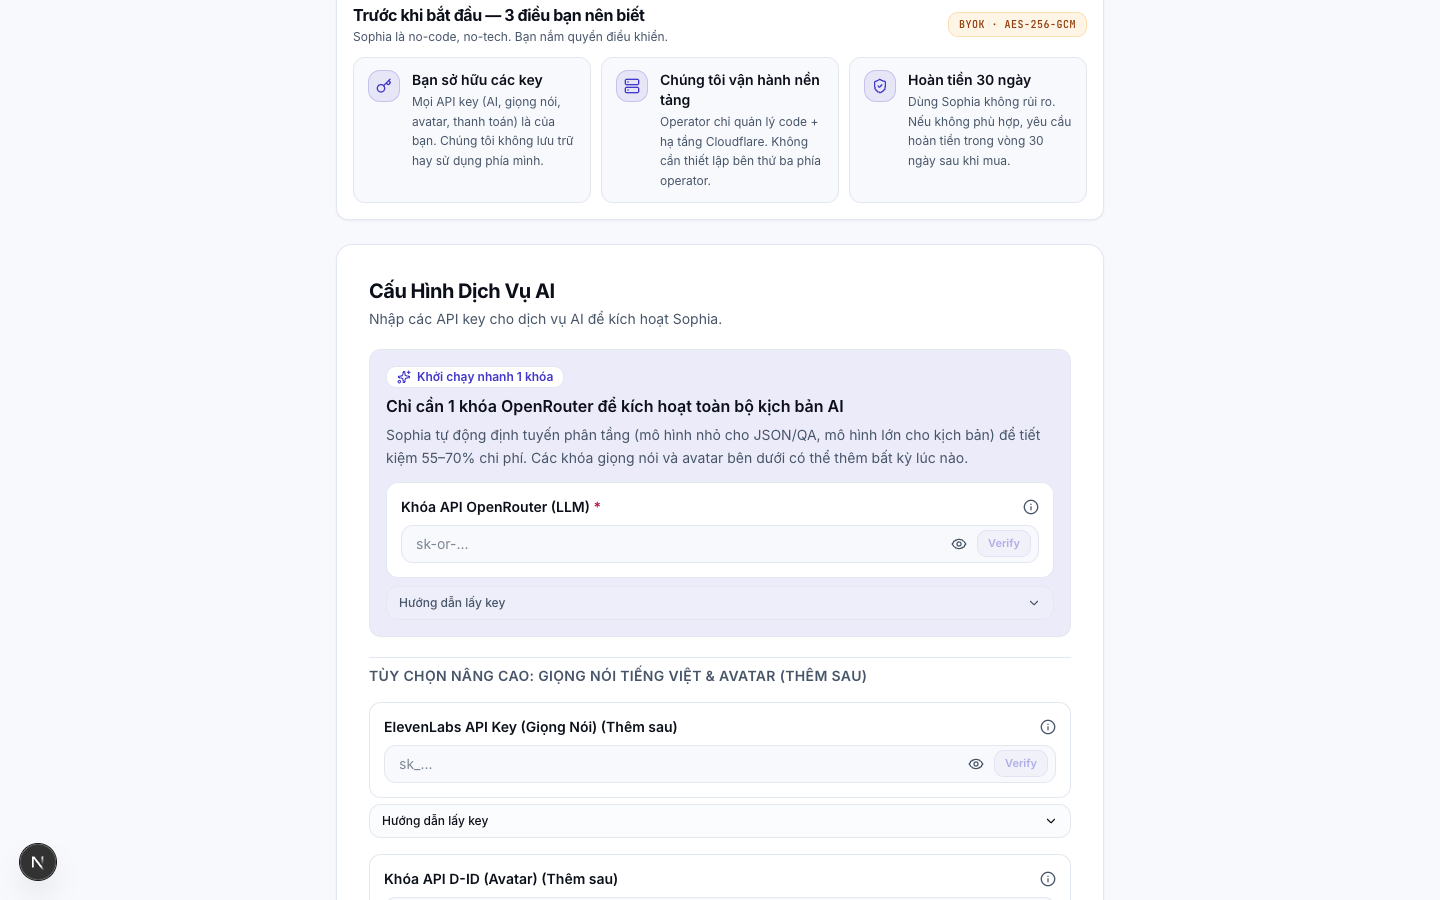 Trước khi bắt đầu — 3 điều bạn nên biết
Sophia là no-code, no-tech. Bạn nắm quyền điều khiển.
BYOK · AES-256-GCM
Bạn sở hữu các key
Mọi API key (AI, giọng nói,
avatar, thanh toán) là của
bạn. Chúng tôi không lưu trữ
hay sử dụng phía mình.
Chúng tôi vận hành nền
tảng
Operator chỉ quản lý code +
hạ tầng Cloudflare. Không
cần thiết lập bên thứ ba phía
operator.
Hoàn tiền 30 ngày
Dùng Sophia không rủi ro.
Nếu không phù hợp, yêu cầu
hoàn tiền trong vòng 30
ngày sau khi mua.
Cấu Hình Dịch Vụ AI
Nhập các API key cho dịch vụ AI để kích hoạt Sophia.
Khởi chạy nhanh 1 khóa
Chỉ cần 1 khóa OpenRouter để kích hoạt toàn bộ kịch bản AI
Sophia tự động định tuyến phân tầng (mô hình nhỏ cho JSON/QA, mô hình lớn cho kịch bản) để tiết
kiệm 55–70% chi phí. Các khóa giọng nói và avatar bên dưới có thể thêm bất kỳ lúc nào.
Khóa API OpenRouter (LLM) *
sk-or-...
Verify
Hướng dẫn lấy key
TÙY CHỌN NÂNG CAO: GIỌNG NÓI TIẾNG VIỆT & AVATAR (THÊM SAU)
ElevenLabs API Key (Giọng Nói) (Thêm sau)
sk_...
Verify
Hướng dẫn lấy key
Khóa API D-ID (Avatar) (Thêm sau)
N